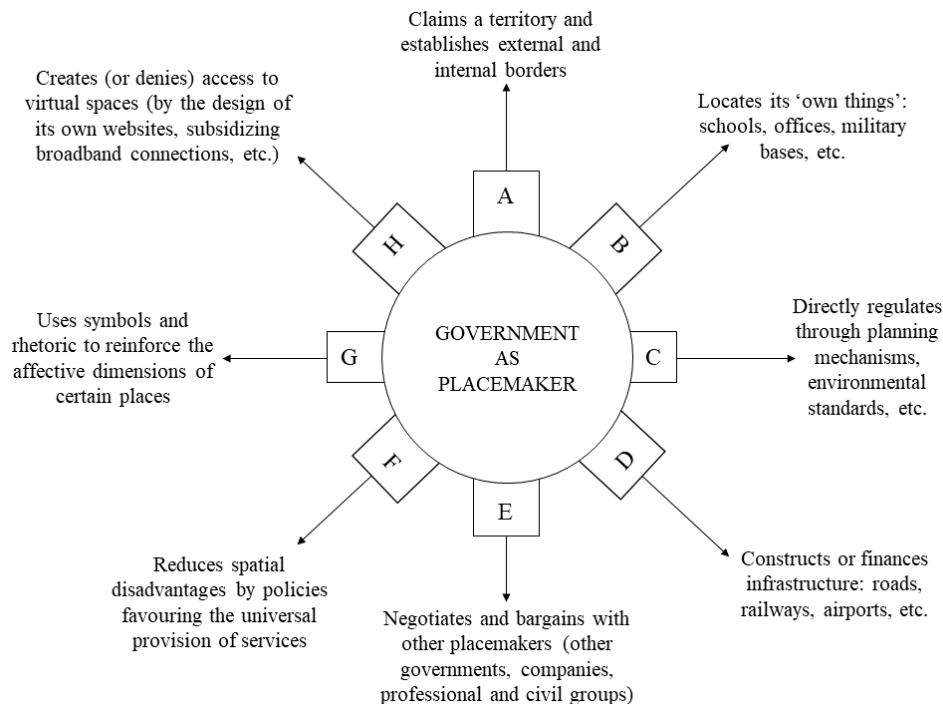 Claims a territory and
establishes external and
internal borders
Creates (or denies) access to
virtual spaces (by the design of
its own websites, subsidizing
broadband connections, etc.)
Locates its ‘own things’:
schools, offices, military
bases, etc.
A
H
B
Uses symbols and
rhetoric to reinforce the
affective dimensions of
certain places
G
GOVERNMENT
AS
PLACEMAKER
C
Directly regulates
through planning
mechanisms,
environmental
standards, etc.
F
D
E
Reduces spatial
disadvantages by policies
favouring the universal
provision of services
Negotiates and bargains with
other placemakers (other
governments, companies,
professional and civil groups)
Constructs or finances
infrastructure: roads,
railways, airports, etc.